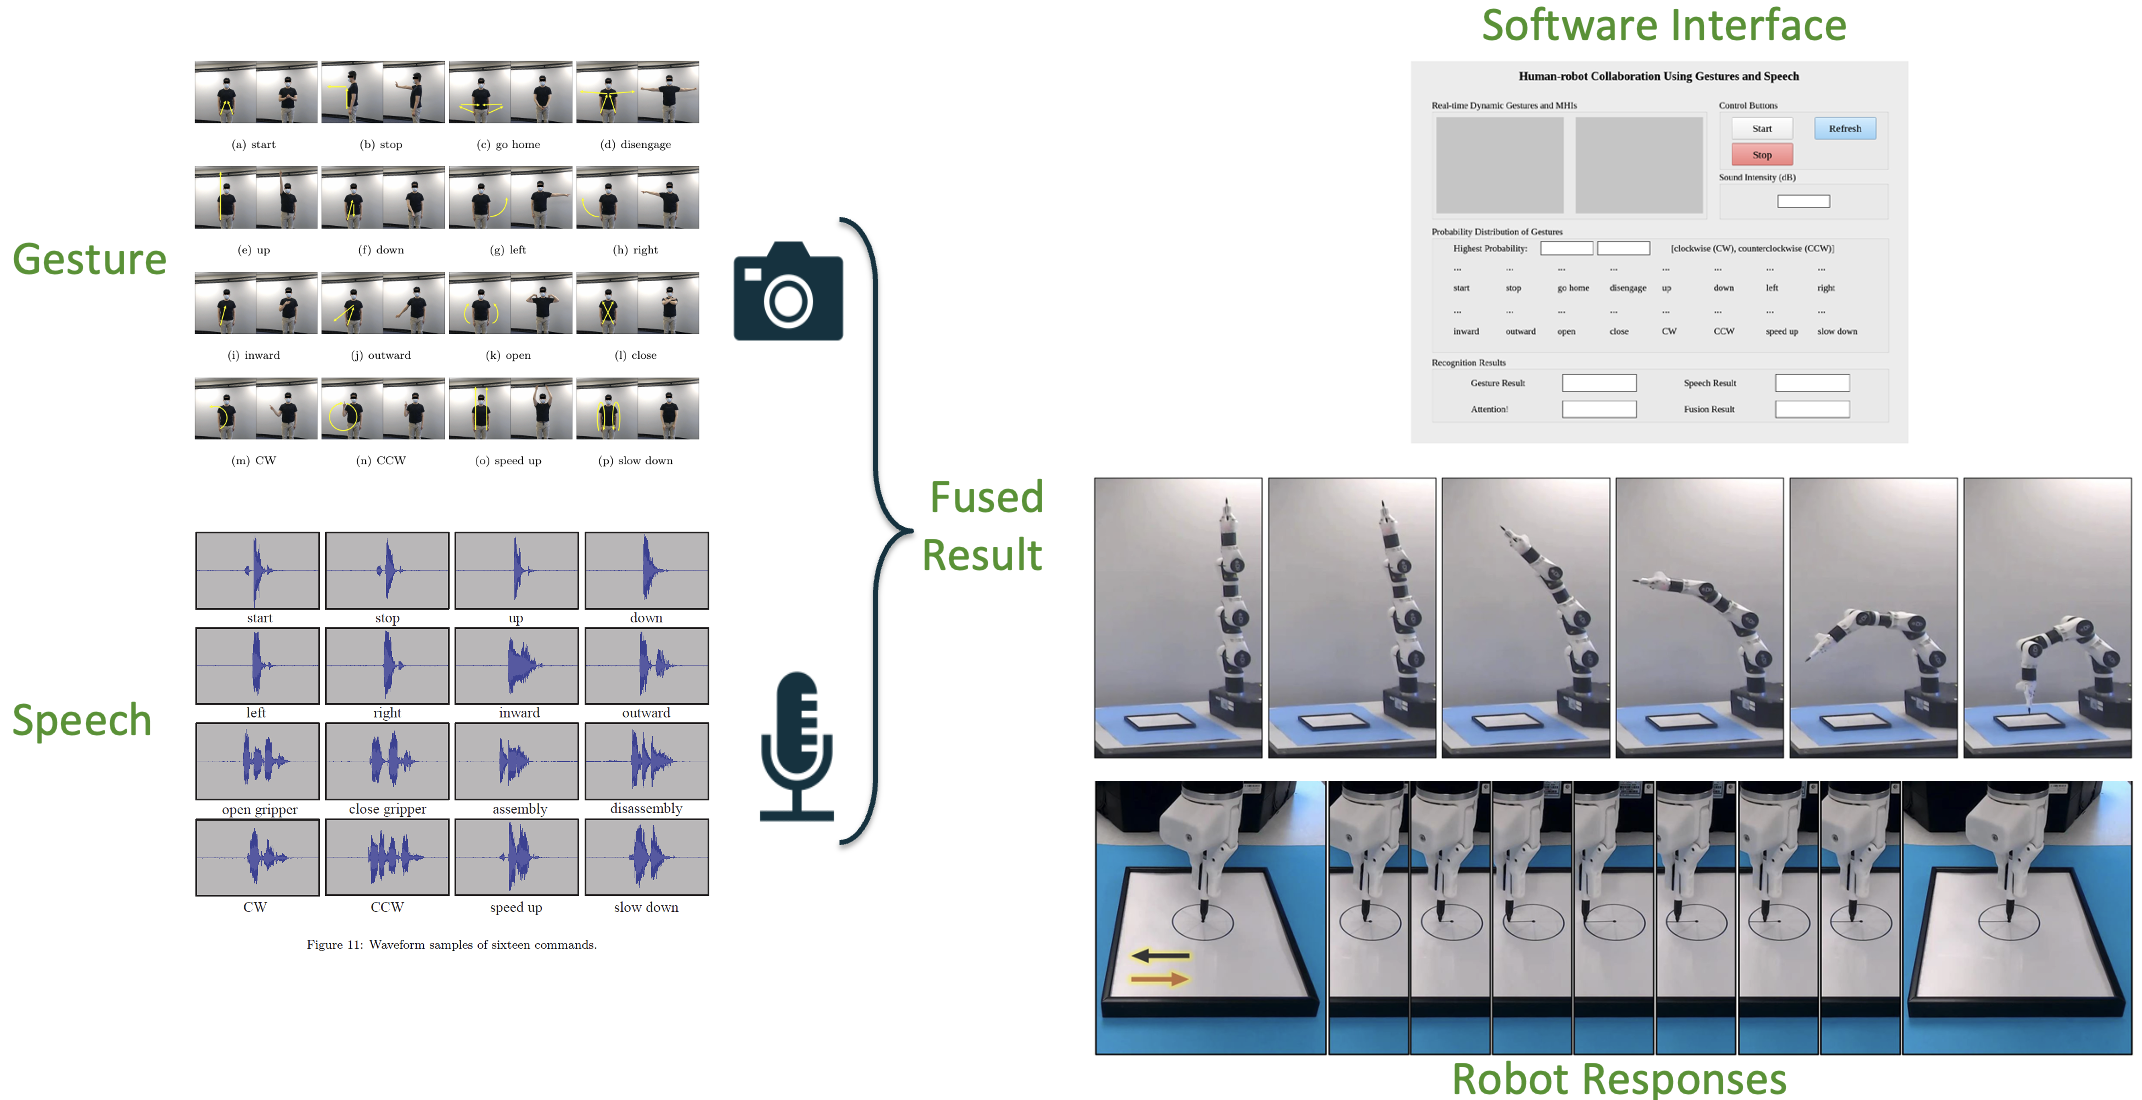 Gesture
(a) start (b) stop (c) go home (d) disengage
(e) up (f) down (g) left (h) right
(i) inward (j) outward (k) open (l) close
(m) CW (n) CCW (o) speed up (p) slow down
Speech
start stop up down
left right inward outward
open gripper close gripper assembly disassembly
CW CCW speed up slow down
Figure 11: Waveform samples of sixteen commands.
Fused
Result
Software Interface
Human-robot Collaboration Using Gestures and Speech
Real-time Dynamic Gestures and MHIs
Control Buttons
Start Refresh
Stop
Sound Intensity (dB)
Probability Distribution of Gestures
Highest Probability: [clockwise (CW), counterclockwise (CCW)]
... ... ... ... ... ... ... ...
start stop go home disengage up down left right
... ... ... ... ... ... ... ...
inward outward open close CW CCW speed up slow down
Recognition Results
Gesture Result Speech Result
Attention! Fusion Result
Robot Responses